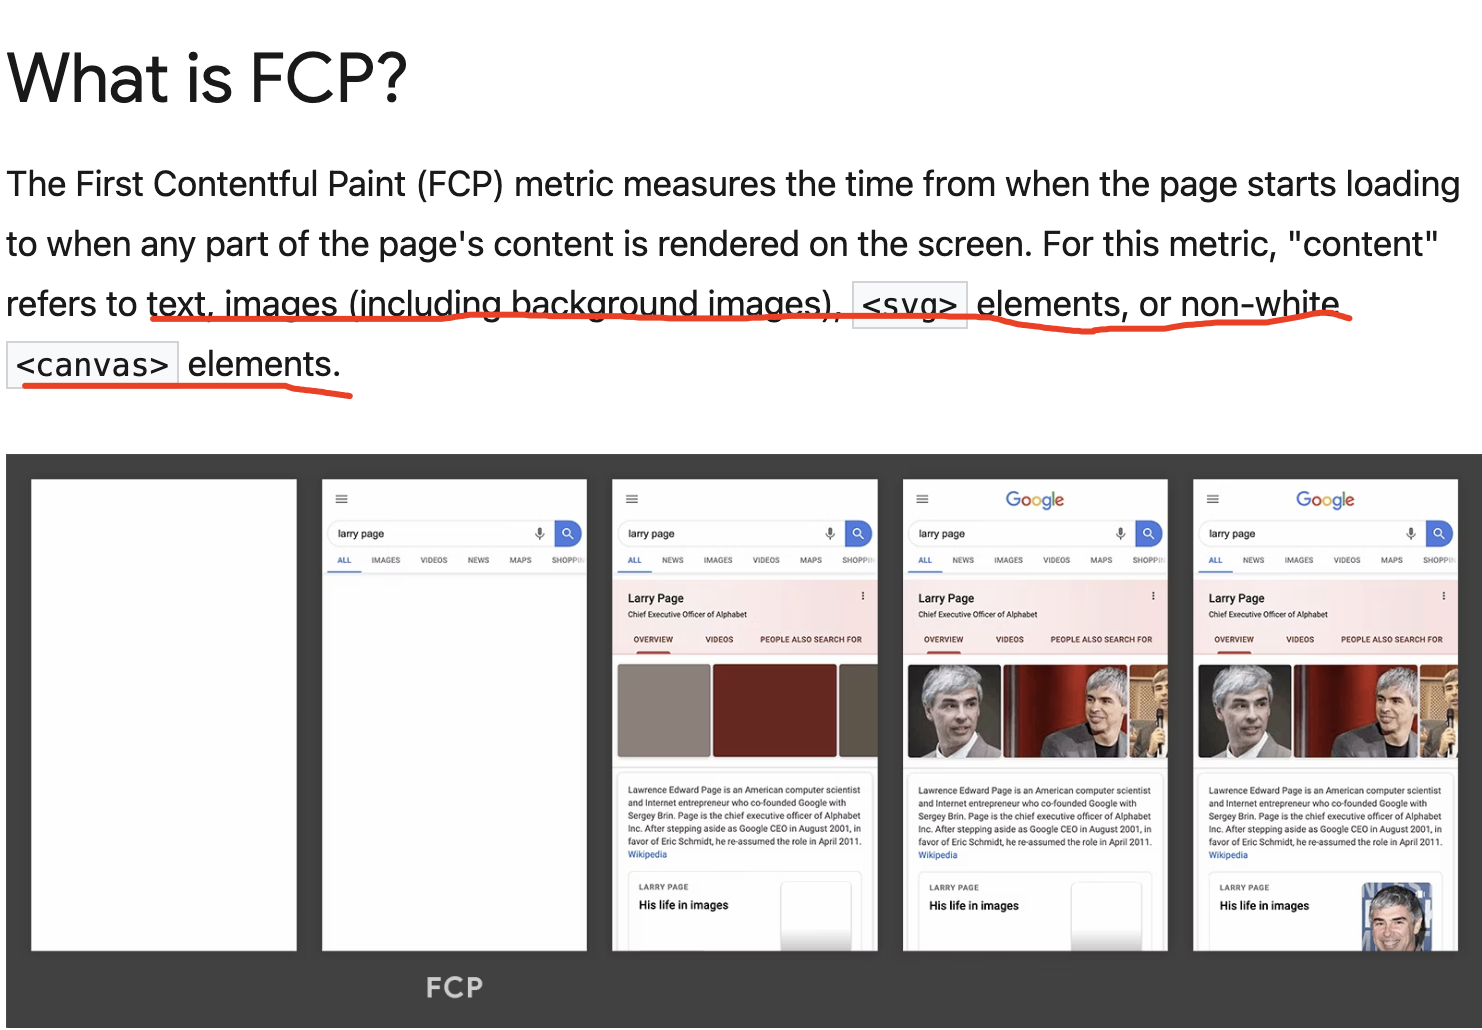 What is FCP?
The First Contentful Paint (FCP) metric measures the time from when the page starts loading
to when any part of the page's content is rendered on the screen. For this metric, "content"
refers to text, images (including background images), <svg> elements, or non-white
<canvas> elements.
larry page
ALL IMAGES VIDEOS NEWS MAPS SHOPPIN
FCP
larry page
ALL NEWS IMAGES VIDEOS MAPS SHOPPIN
Larry Page
Chief Executive Officer of Alphabet
OVERVIEW VIDEOS PEOPLE ALSO SEARCH FOR
Lawrence Edward Page is an American computer scientist
and Internet entrepreneur who co-founded Google with
Sergey Brin. Page is the chief executive officer of Alphabet
Inc. After stepping aside as Google CEO in August 2001, in
favor of Eric Schmidt, he re-assumed the role in April 2011.
Wikipedia
LARRY PAGE
His life in images
Google
larry page
ALL NEWS IMAGES VIDEOS MAPS SHOPPIN
Larry Page
Chief Executive Officer of Alphabet
OVERVIEW VIDEOS PEOPLE ALSO SEARCH FOR
Lawrence Edward Page is an American computer scientist
and Internet entrepreneur who co-founded Google with
Sergey Brin. Page is the chief executive officer of Alphabet
Inc. After stepping aside as Google CEO in August 2001, in
favor of Eric Schmidt, he re-assumed the role in April 2011.
Wikipedia
LARRY PAGE
His life in images
Google
larry page
ALL NEWS IMAGES VIDEOS MAPS SHOPPIN
Larry Page
Chief Executive Officer of Alphabet
OVERVIEW VIDEOS PEOPLE ALSO SEARCH FOR
Lawrence Edward Page is an American computer scientist
and Internet entrepreneur who co-founded Google with
Sergey Brin. Page is the chief executive officer of Alphabet
Inc. After stepping aside as Google CEO in August 2001, in
favor of Eric Schmidt, he re-assumed the role in April 2011.
Wikipedia
LARRY PAGE
His life in images